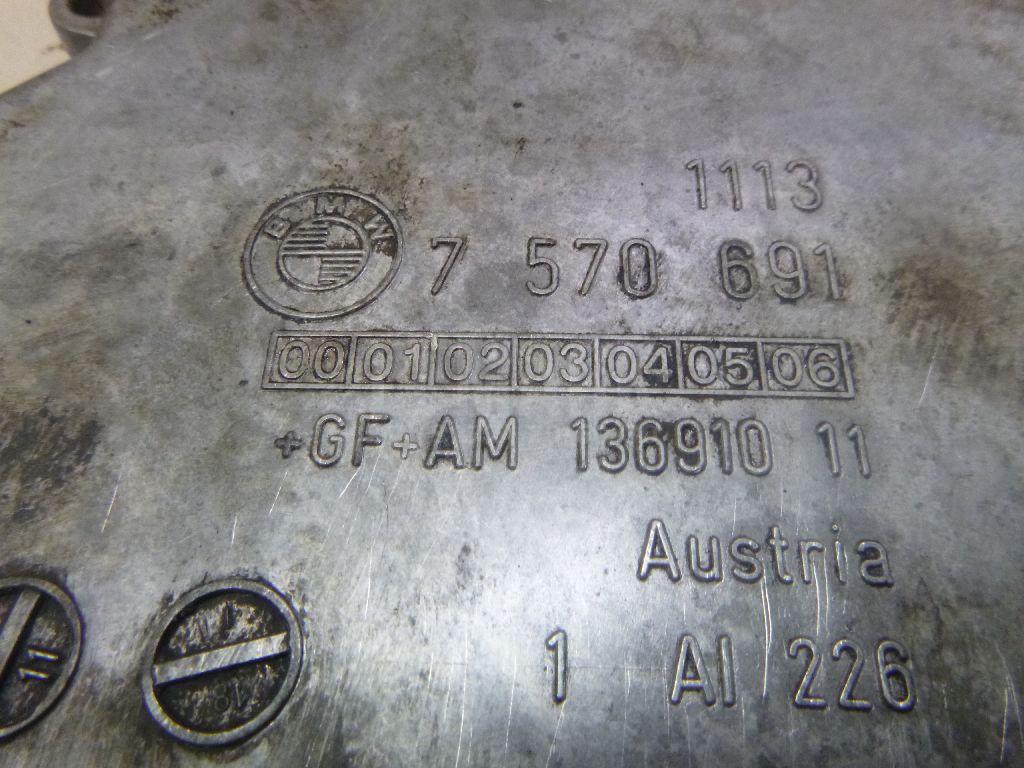 1113
BMW 7 570 691
00 01 02 03 04 05 06
+GF+AM 136910 11
Austria
11
1 Al 226